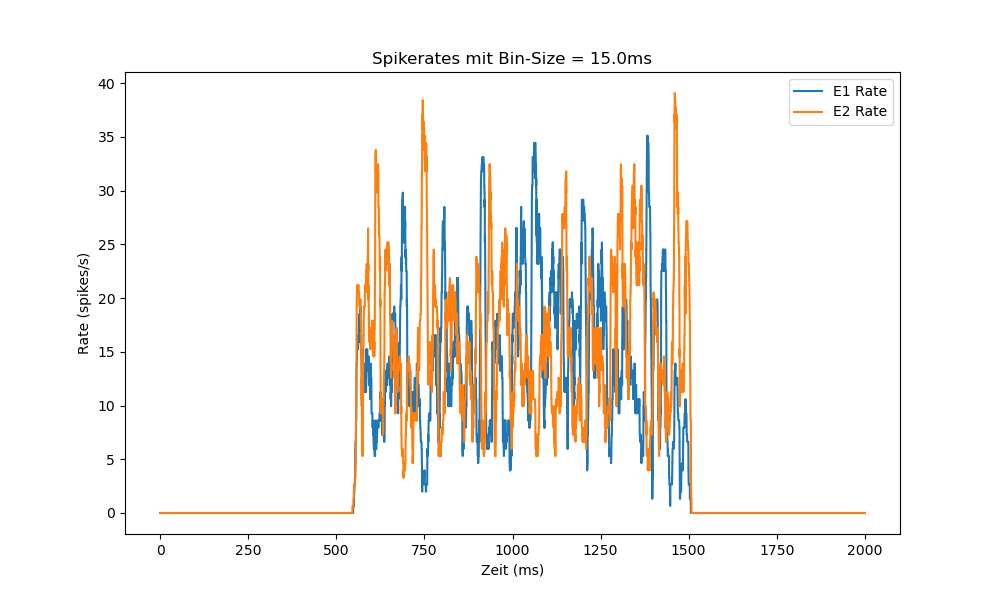 Spikerates mit Bin-Size = 15.0ms
E1 Rate
E2 Rate
Rate (spikes/s)
40
35
30
25
20
15
10
5
0
0 250 500 750 1000 1250 1500 1750 2000
Zeit (ms)